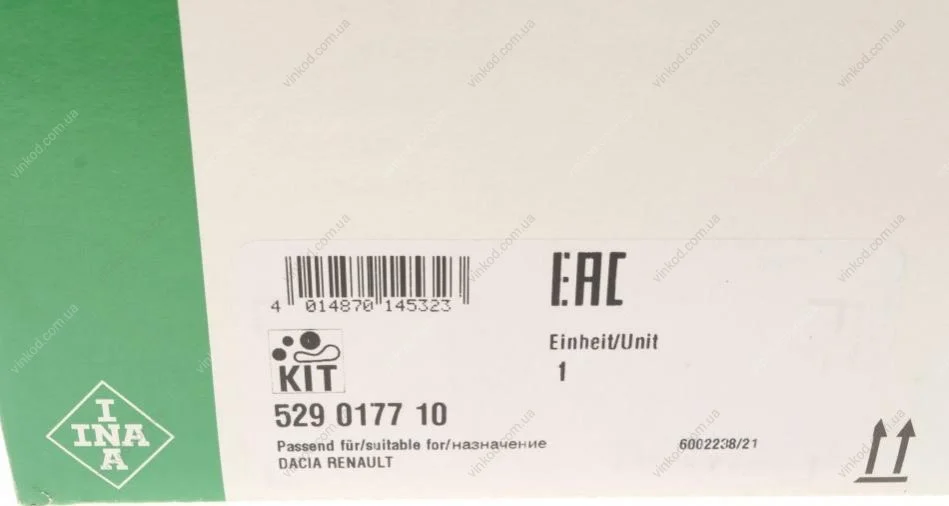 4 014870 145323
EAC
Einheit/Unit
1
KIT
529 0177 10
Passend für/suitable for/назначение
DACIA RENAULT
6002238/21
I
INA
A
vinkod.com.ua